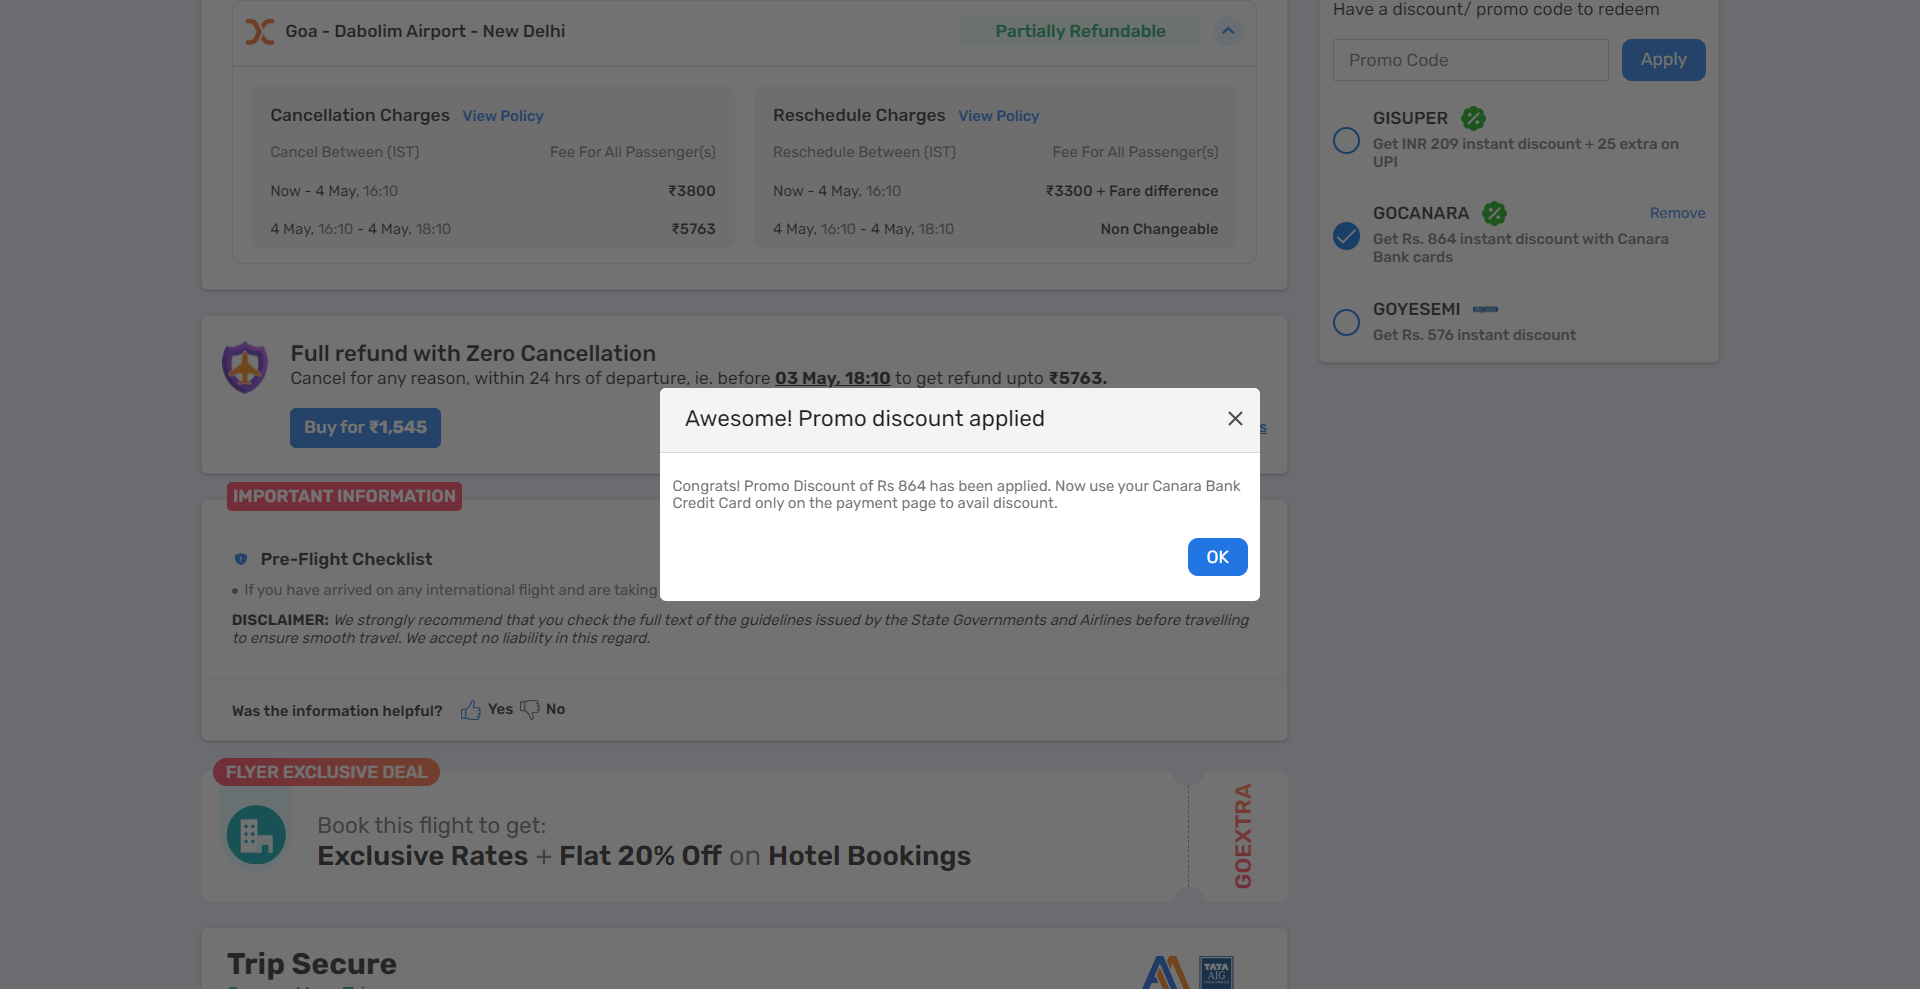 Goa - Dabolim Airport - New Delhi
Partially Refundable
Cancellation Charges View Policy
Cancel Between (IST) Fee For All Passenger(s)
Now - 4 May, 16:10 ₹3800
4 May, 16:10 - 4 May, 18:10 ₹5763
Reschedule Charges View Policy
Reschedule Between (IST) Fee For All Passenger(s)
Now - 4 May, 16:10 ₹3300 + Fare difference
4 May, 16:10 - 4 May, 18:10 Non Changeable
Have a discount/ promo code to redeem
Promo Code Apply
GISUPER
Get INR 209 instant discount + 25 extra on
UPI
GOCANARA Remove
Get Rs. 864 instant discount with Canara
Bank cards
GOYESEMI
Get Rs. 576 instant discount
Full refund with Zero Cancellation
Cancel for any reason, within 24 hrs of departure, ie. before 03 May, 18:10 to get refund upto ₹5763.
Buy for ₹1,545
Awesome! Promo discount applied
Congrats! Promo Discount of Rs 864 has been applied. Now use your Canara Bank
Credit Card only on the payment page to avail discount.
OK
IMPORTANT INFORMATION
Pre-Flight Checklist
• If you have arrived on any international flight and are taking
DISCLAIMER: We strongly recommend that you check the full text of the guidelines issued by the State Governments and Airlines before travelling
to ensure smooth travel. We accept no liability in this regard.
Was the information helpful? Yes No
FLYER EXCLUSIVE DEAL
Book this flight to get:
Exclusive Rates + Flat 20% Off on Hotel Bookings
GOEXTRA
Trip Secure
TATA
AIG